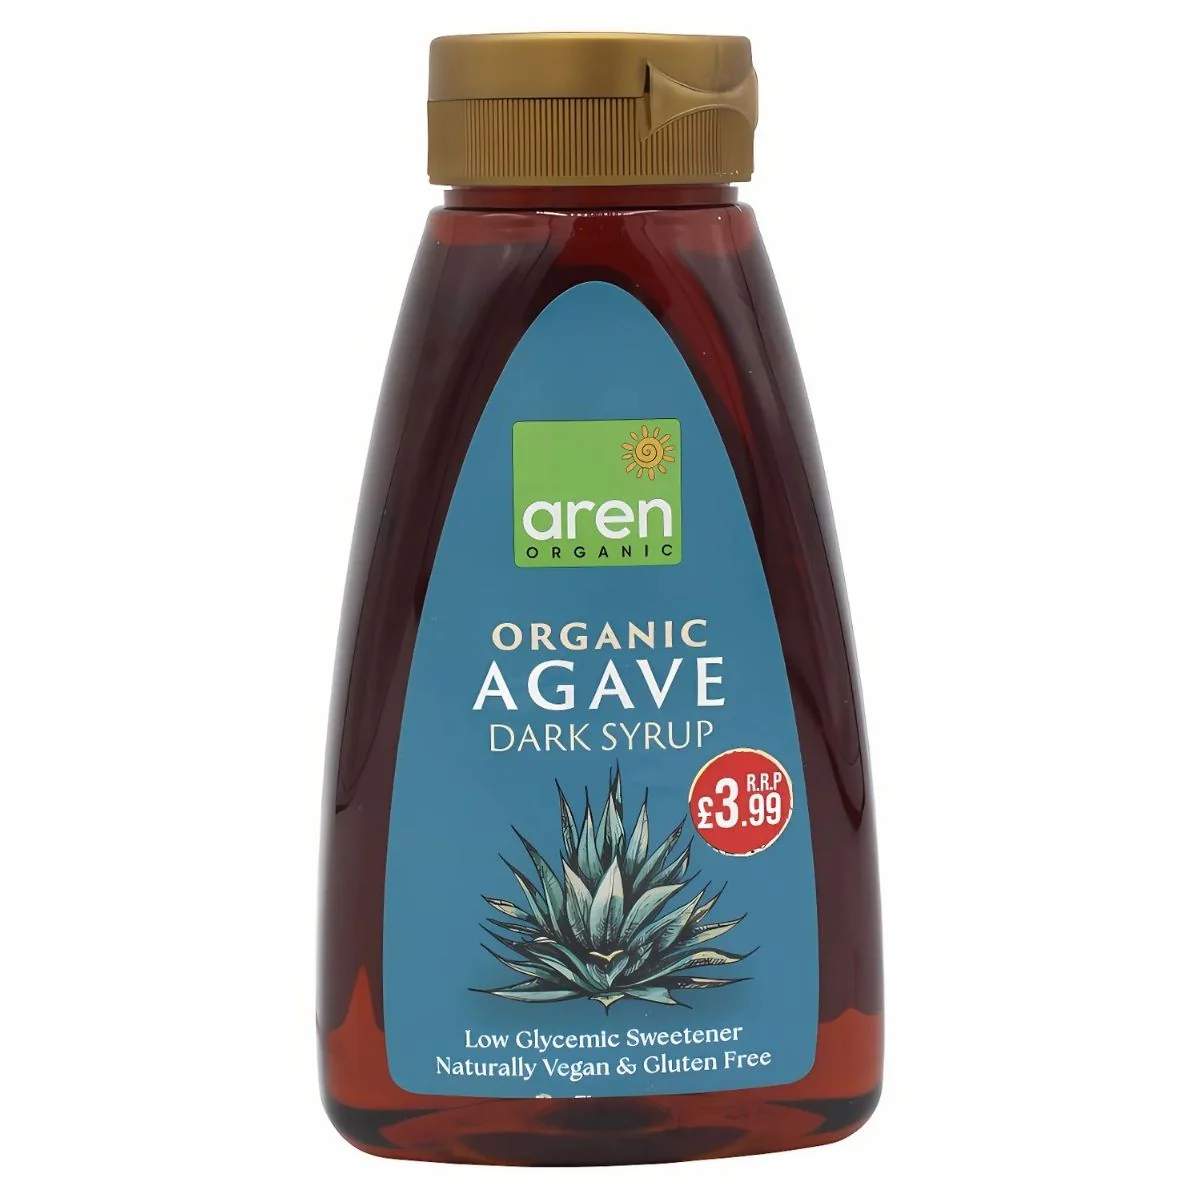 aren
ORGANIC
ORGANIC
AGAVE
DARK SYRUP
R.R.P
£3.99
Low Glycemic Sweetener
Naturally Vegan & Gluten Free